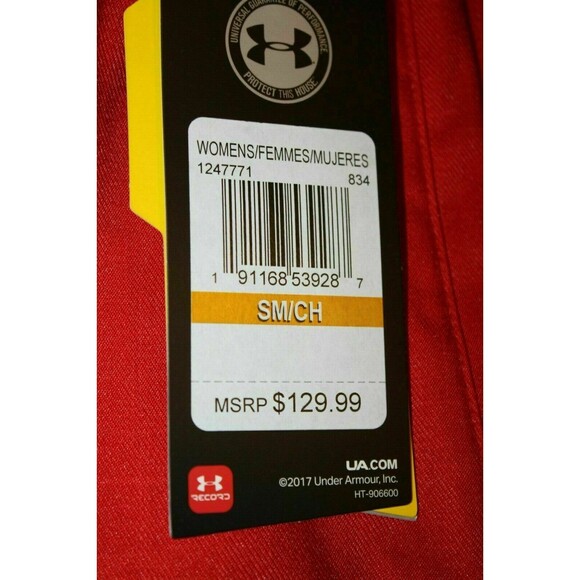 UNIVERSAL GUARANTEE OF PERFORMANCE
PROTECT THIS HOUSE
WOMENS/FEMMES/MUJERES
1247771 834
1 91168 53928 7
SM/CH
MSRP $129.99
UA.COM
©2017 Under Armour, Inc.
HT-906600
RECORD